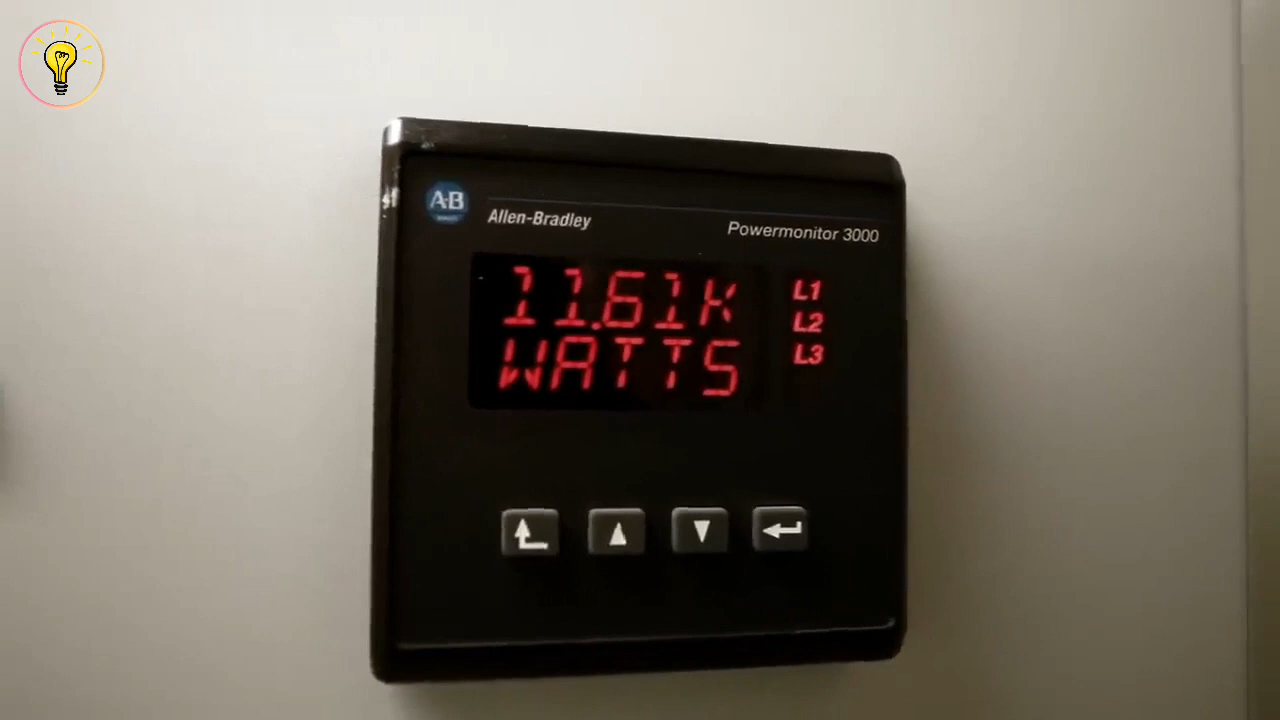 A-B
Allen-Bradley
Powermonitor 3000
11.61K
WATTS
L1
L2
L3